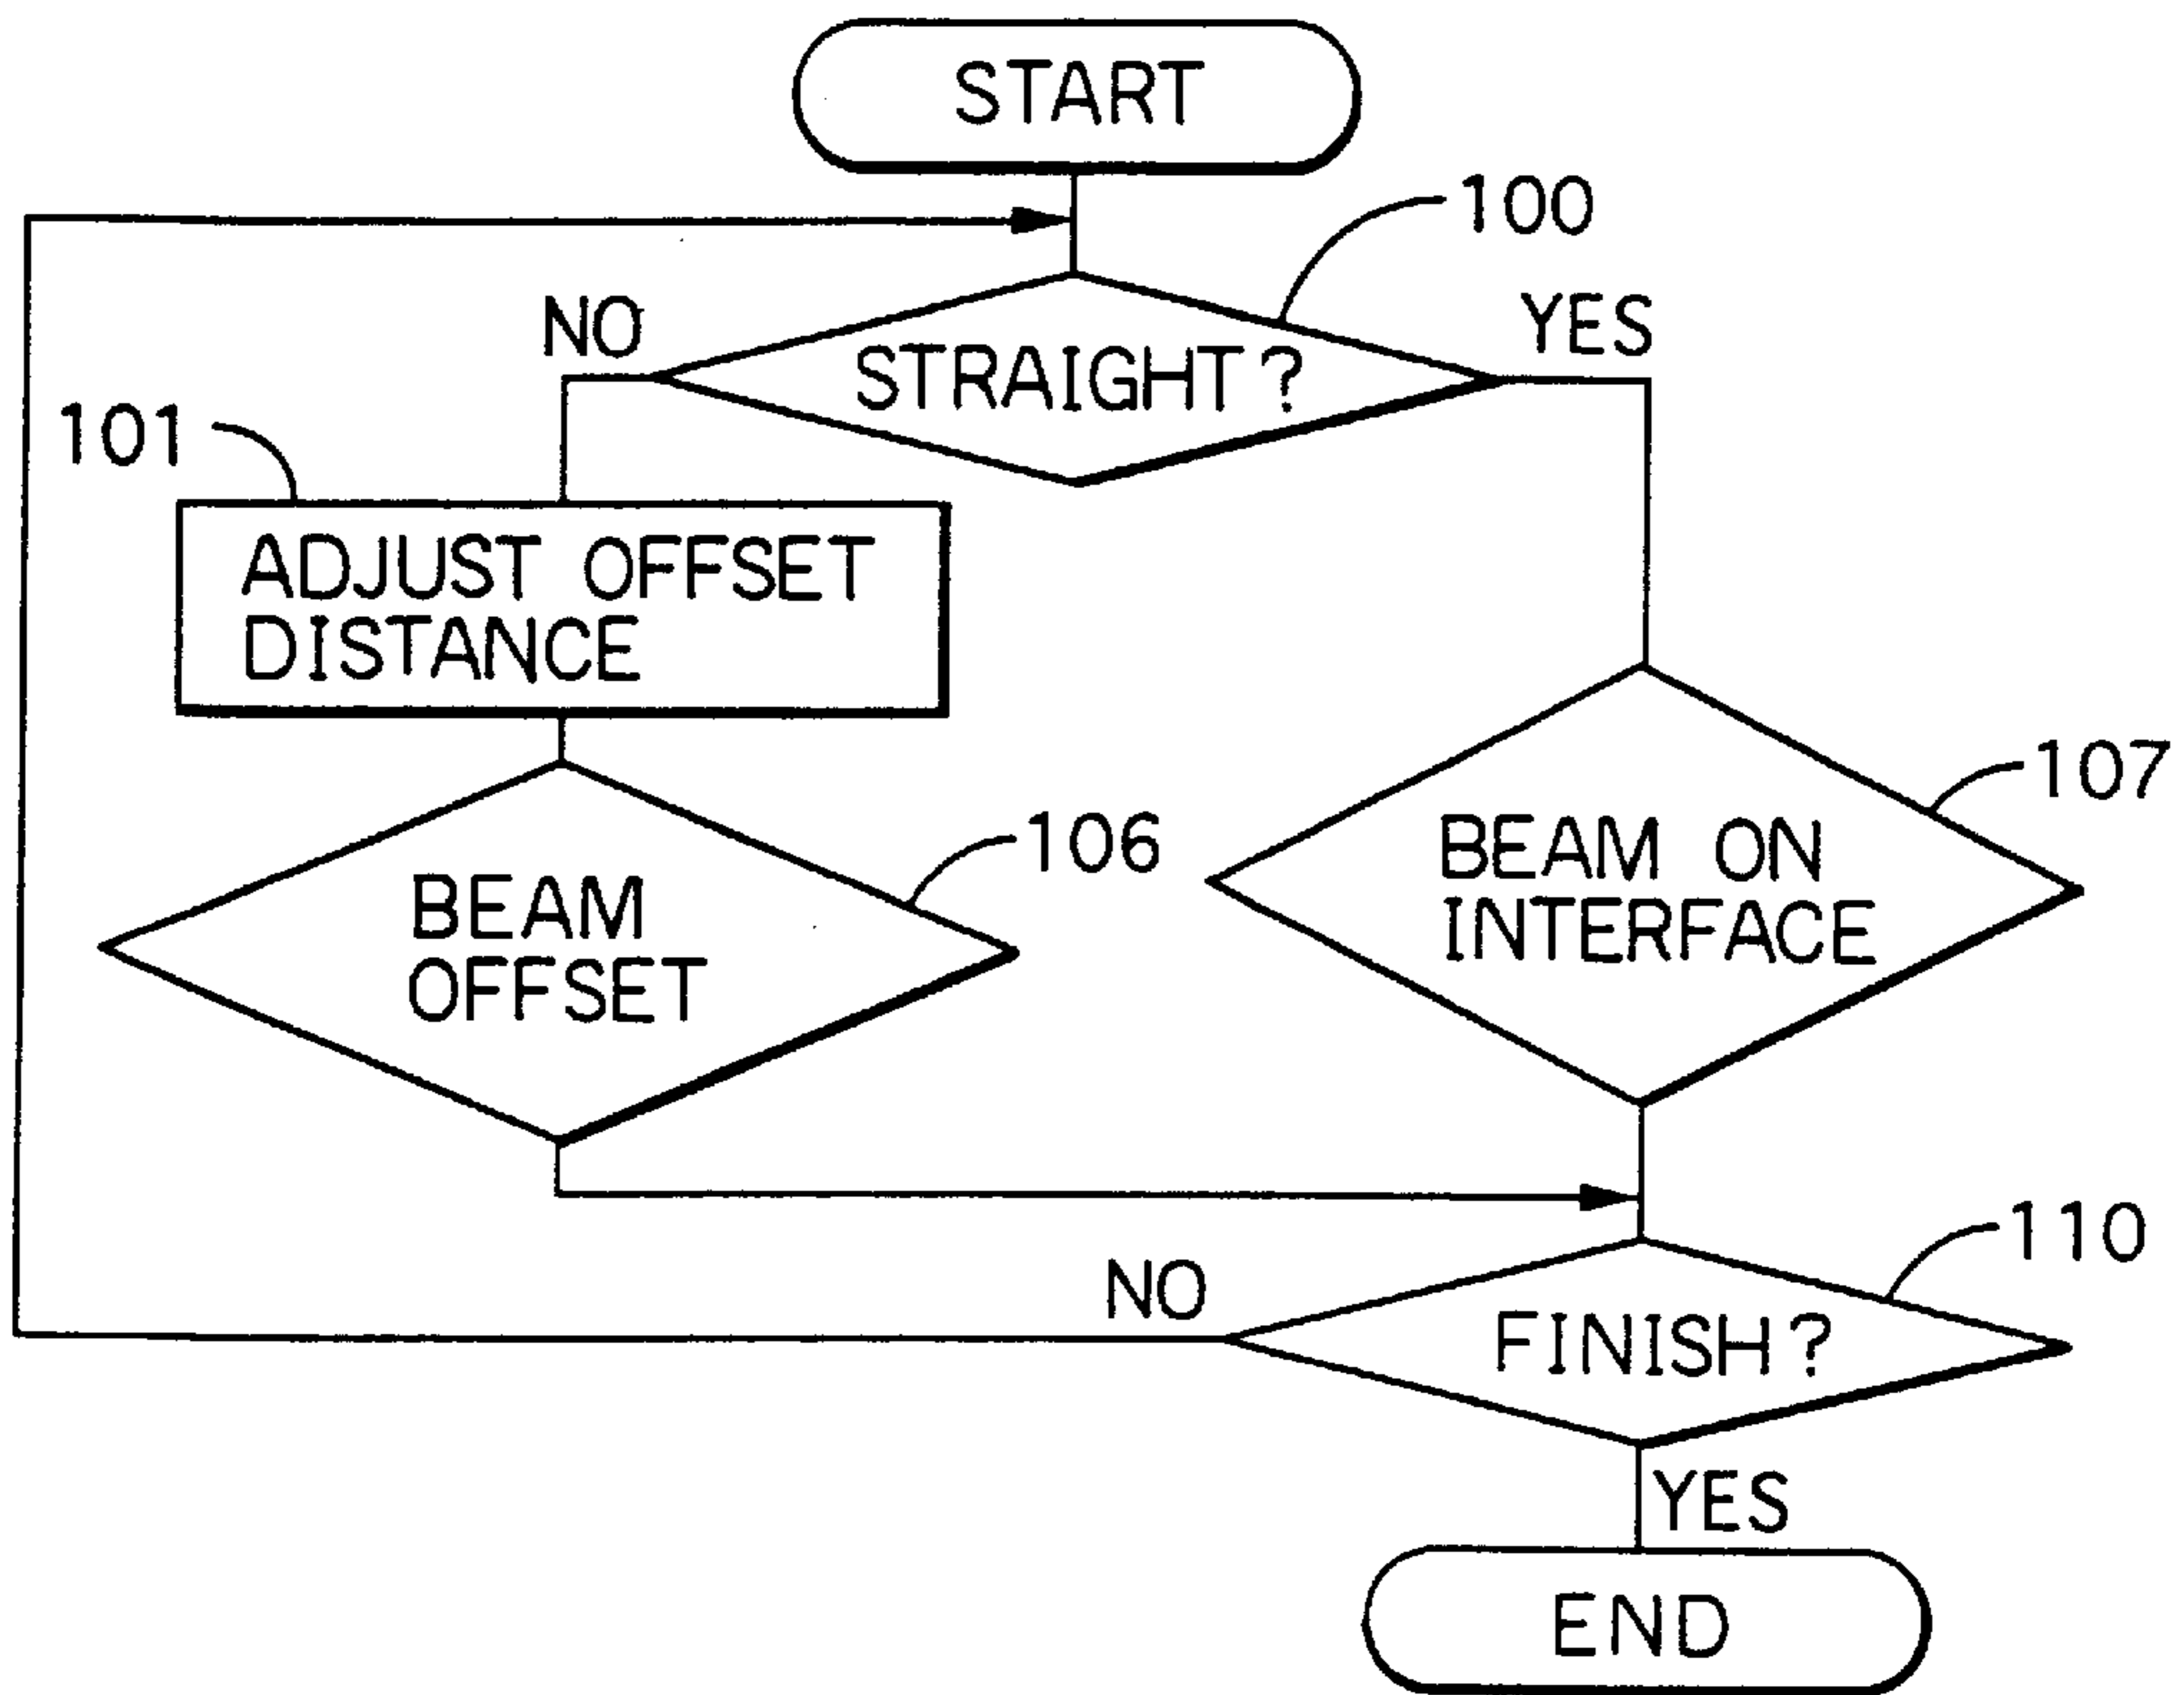 START
100
NO
YES
STRAIGHT?
101
ADJUST OFFSET
DISTANCE
107
106
BEAM ON
INTERFACE
BEAM
OFFSET
110
NO
FINISH?
YES
END